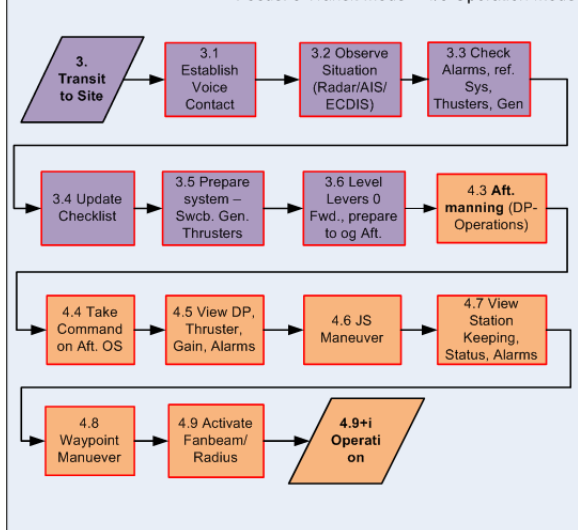 3.
Transit
to Site
3.1
Establish
Voice
Contact
3.2 Observe
Situation
(Radar/AIS/
ECDIS)
3.3 Check
Alarms, ref.
Sys,
Thusters, Gen
3.4 Update
Checklist
3.5 Prepare
system –
Swcb. Gen.
Thrusters
3.6 Level
Levers 0
Fwd., prepare
to og Aft.
4.3 Aft.
manning (DP-
Operations)
4.4 Take
Command
on Aft. OS
4.5 View DP,
Thruster,
Gain, Alarms
4.6 JS
Maneuver
4.7 View
Station
Keeping,
Status, Alarms
4.8
Waypoint
Manuever
4.9 Activate
Fanbeam/
Radius
4.9+i
Operati
on